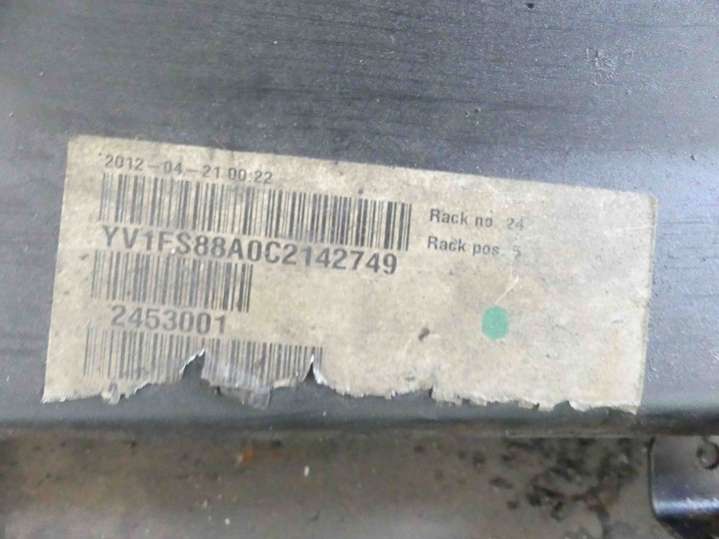 2012-04-21 00:22
Rack no. 24
YV1FS88A0C2142749
Rack pos. 5
2453001